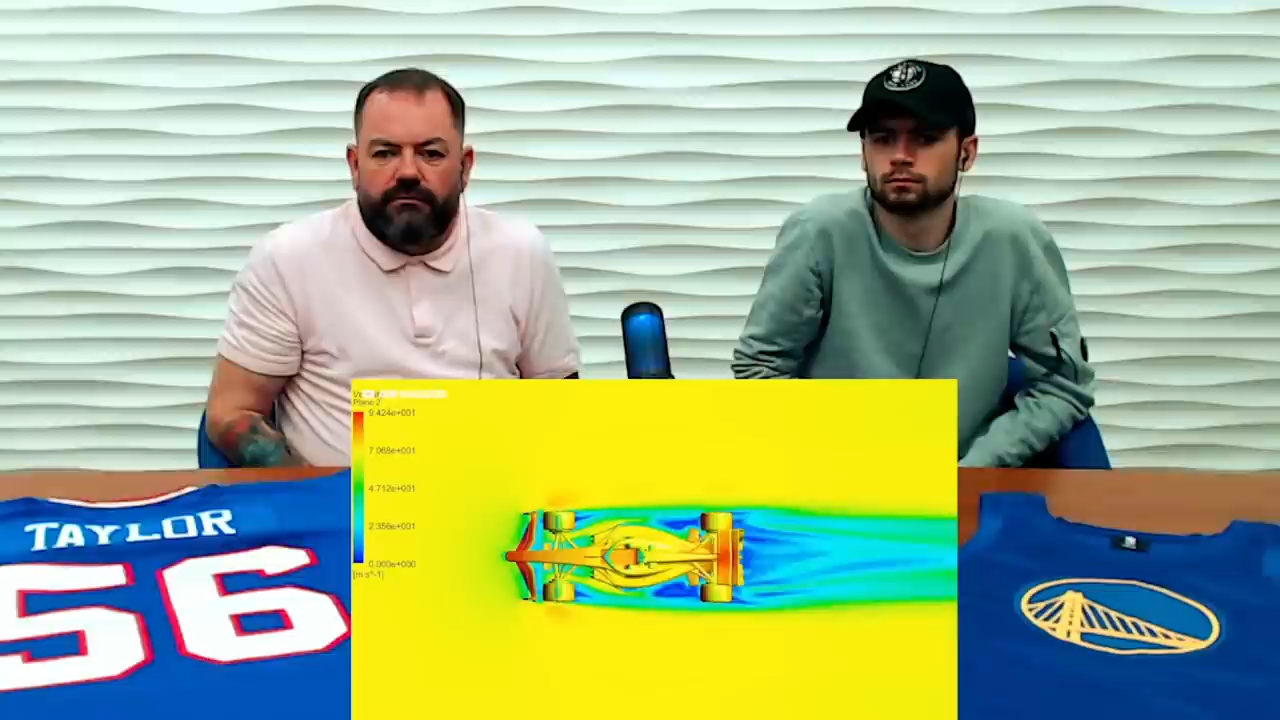 TAYLOR
56
Plane 2
9.424e+001
7.068e+001
4.712e+001
2.356e+001
0.000e+000
[m s^-1]